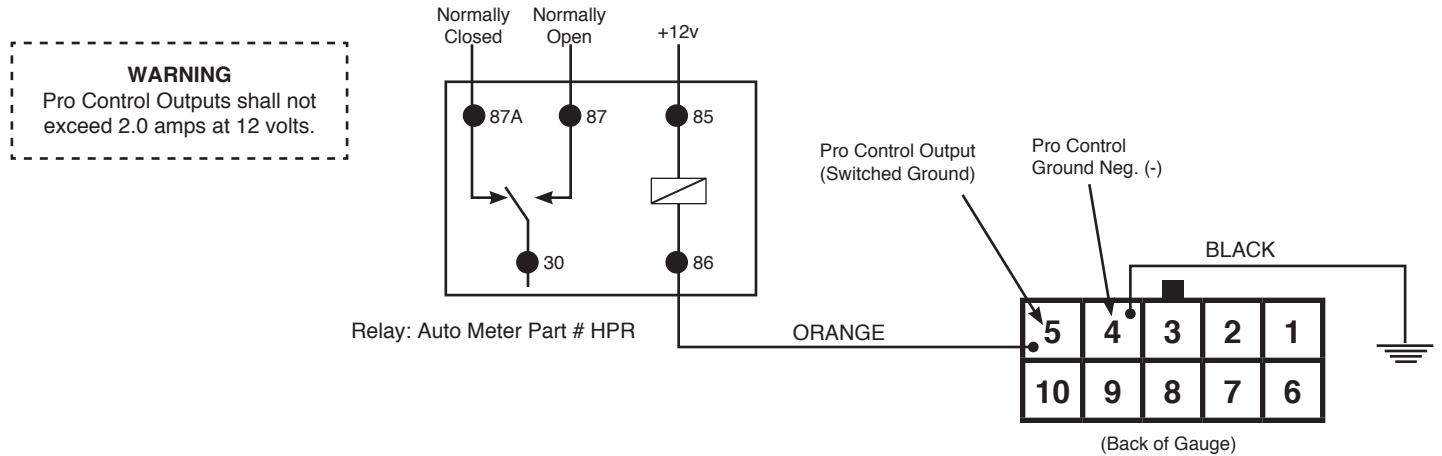 WARNING
Pro Control Outputs shall not
exceed 2.0 amps at 12 volts.
Normally
Closed
Normally
Open
+12v
87A
87
85
30
86
Relay: Auto Meter Part # HPR
ORANGE
Pro Control Output
(Switched Ground)
Pro Control
Ground Neg. (-)
BLACK
5 4 3 2 1
10 9 8 7 6
(Back of Gauge)